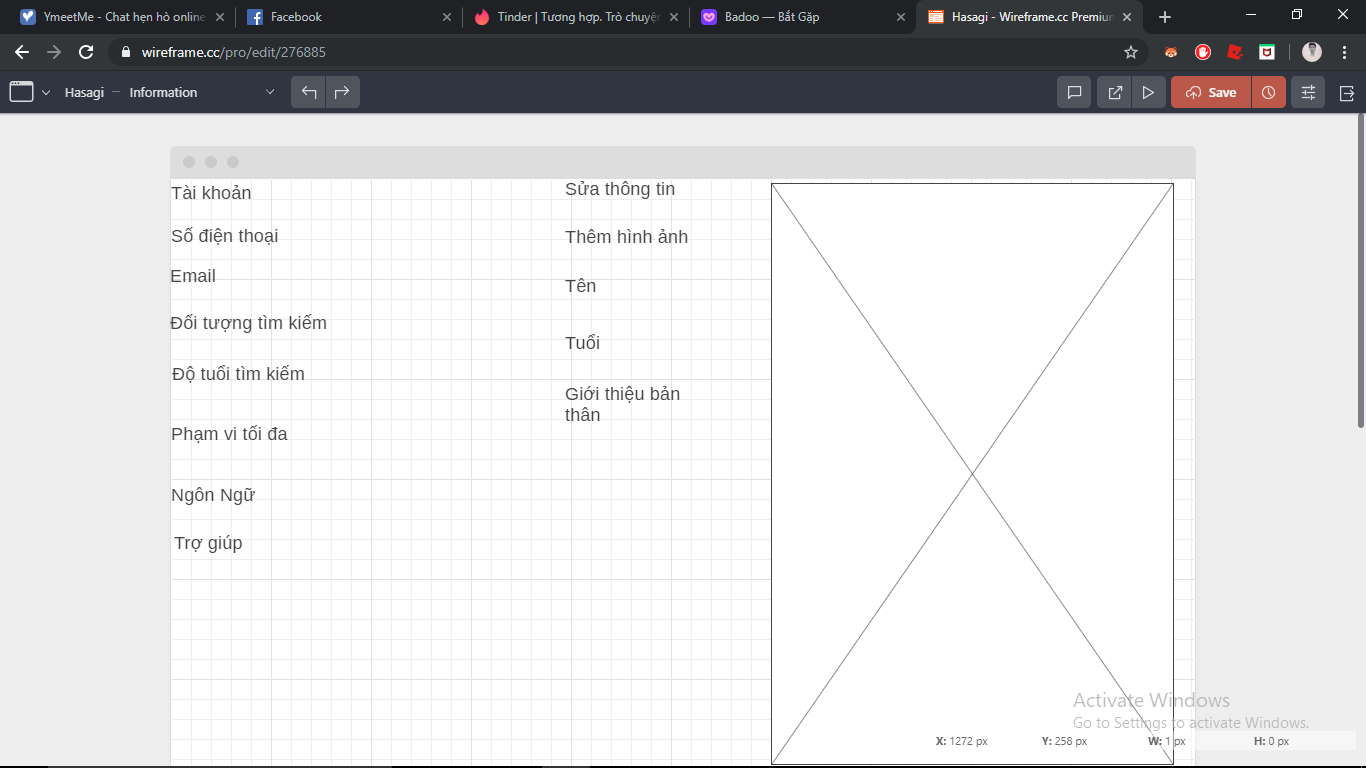 YmeetMe - Chat hẹn hò online
Facebook
Tinder | Tương hợp. Trò chuyện
Badoo — Bắt Gặp
Hasagi - Wireframe.cc Premium
wireframe.cc/pro/edit/276885
Hasagi – Information
Save
Tài khoản
Số điện thoại
Email
Đối tượng tìm kiếm
Độ tuổi tìm kiếm
Phạm vi tối đa
Ngôn Ngữ
Trợ giúp
Sửa thông tin
Thêm hình ảnh
Tên
Tuổi
Giới thiệu bản
thân
Activate Windows
Go to Settings to activate Windows.
X: 1272 px Y: 258 px W: 1 px H: 0 px